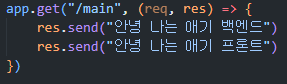 app.get("/main", (req, res) => {
    res.send("안녕 나는 애기 백엔드")
    res.send("안녕 나는 애기 프론트")
})